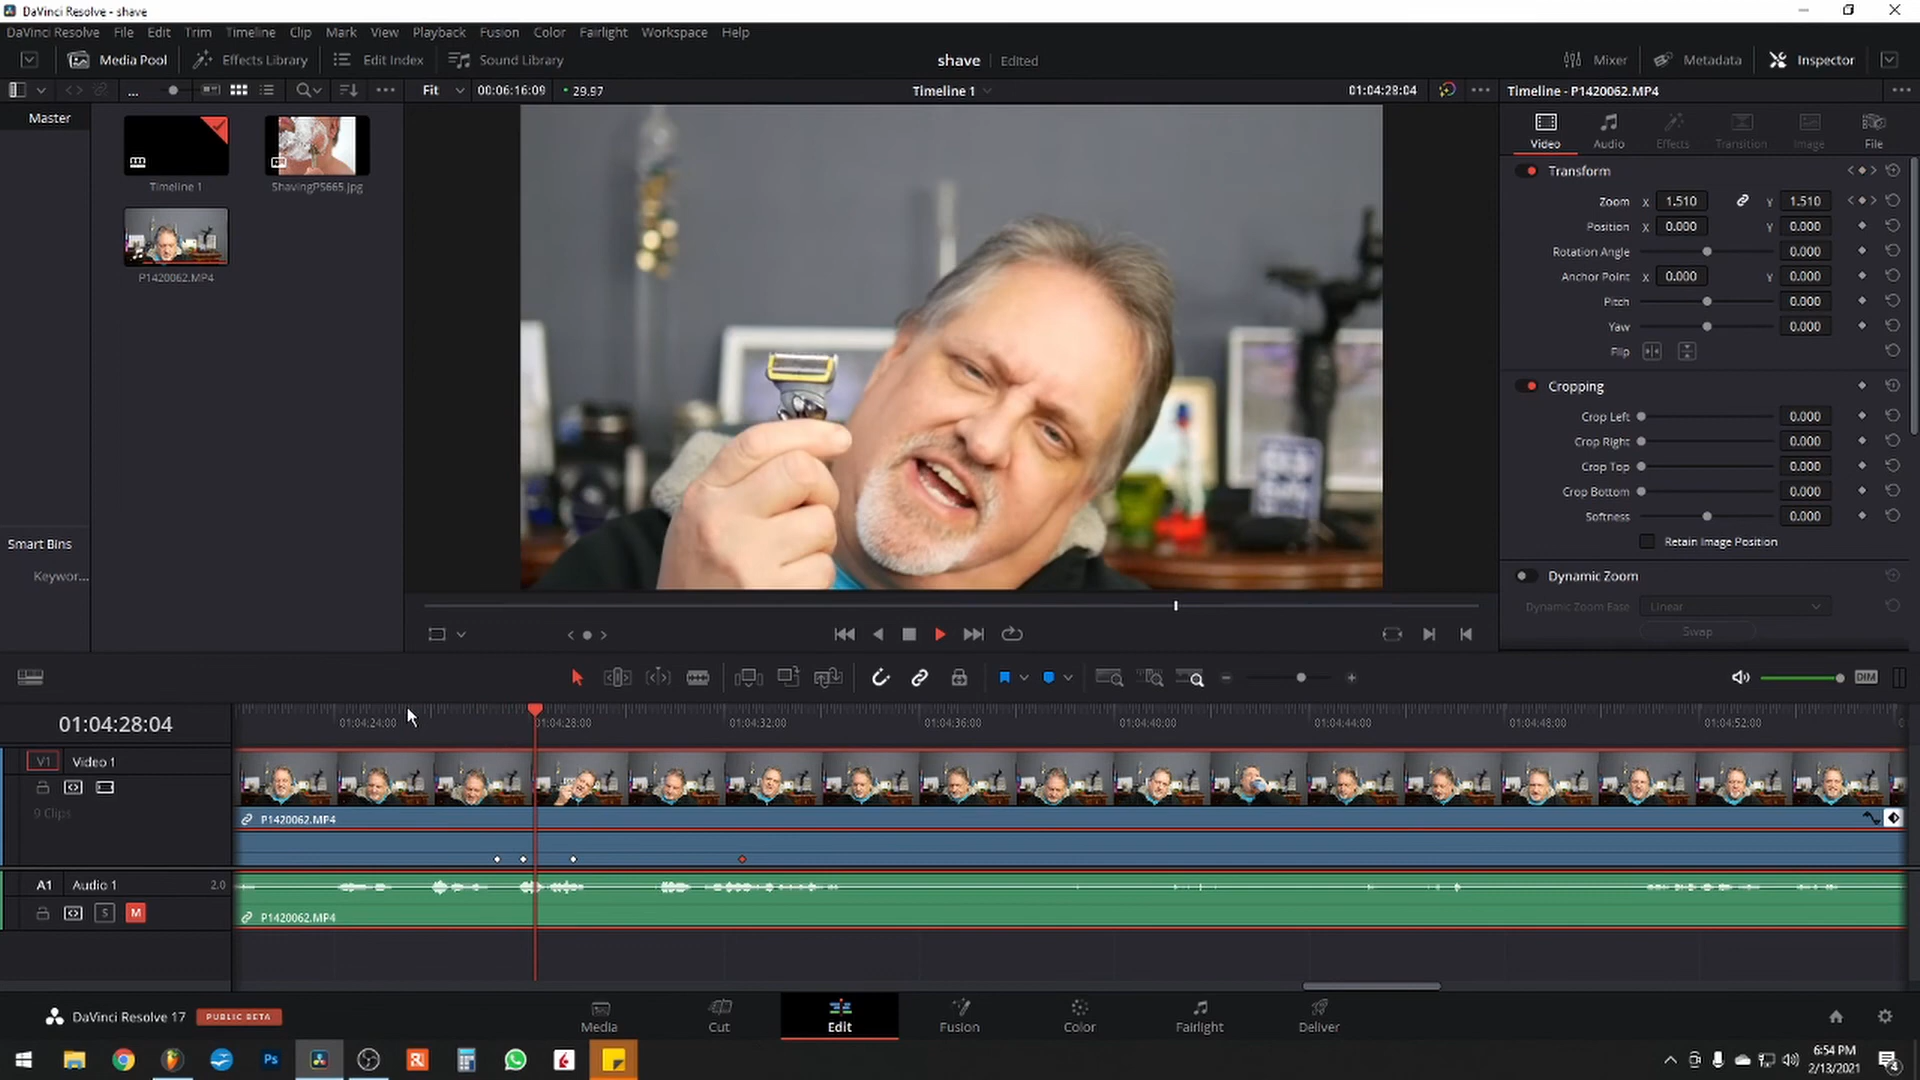 DaVinci Resolve - shave
DaVinci Resolve File Edit Trim Timeline Clip Mark View Playback Fusion Color Fairlight Workspace Help
Media Pool Effects Library Edit Index Sound Library shave Edited Mixer Metadata Inspector
... Fit 00:06:16:09 29.97 Timeline 1 01:04:28:04 Timeline - P1420062.MP4
Master
Timeline 1
ShavingPS665.jpg
P1420062.MP4
Smart Bins
Keywor...
Video Audio Effects Transition Image File
Transform
Zoom X 1.510 Y 1.510
Position X 0.000 Y 0.000
Rotation Angle 0.000
Anchor Point X 0.000 Y 0.000
Pitch 0.000
Yaw 0.000
Flip
Cropping
Crop Left 0.000
Crop Right 0.000
Crop Top 0.000
Crop Bottom 0.000
Softness 0.000
Retain Image Position
Dynamic Zoom
Dynamic Zoom Ease Linear
Swap
DIM
01:04:28:04
01:04:24:00 01:04:28:00 01:04:32:00 01:04:36:00 01:04:40:00 01:04:44:00 01:04:48:00 01:04:52:00
V1 Video 1
9 Clips
P1420062.MP4
A1 Audio 1 2.0
S M
P1420062.MP4
DaVinci Resolve 17 PUBLIC BETA
Media Cut Edit Fusion Color Fairlight Deliver
Ps
6:54 PM
2/13/2021
4